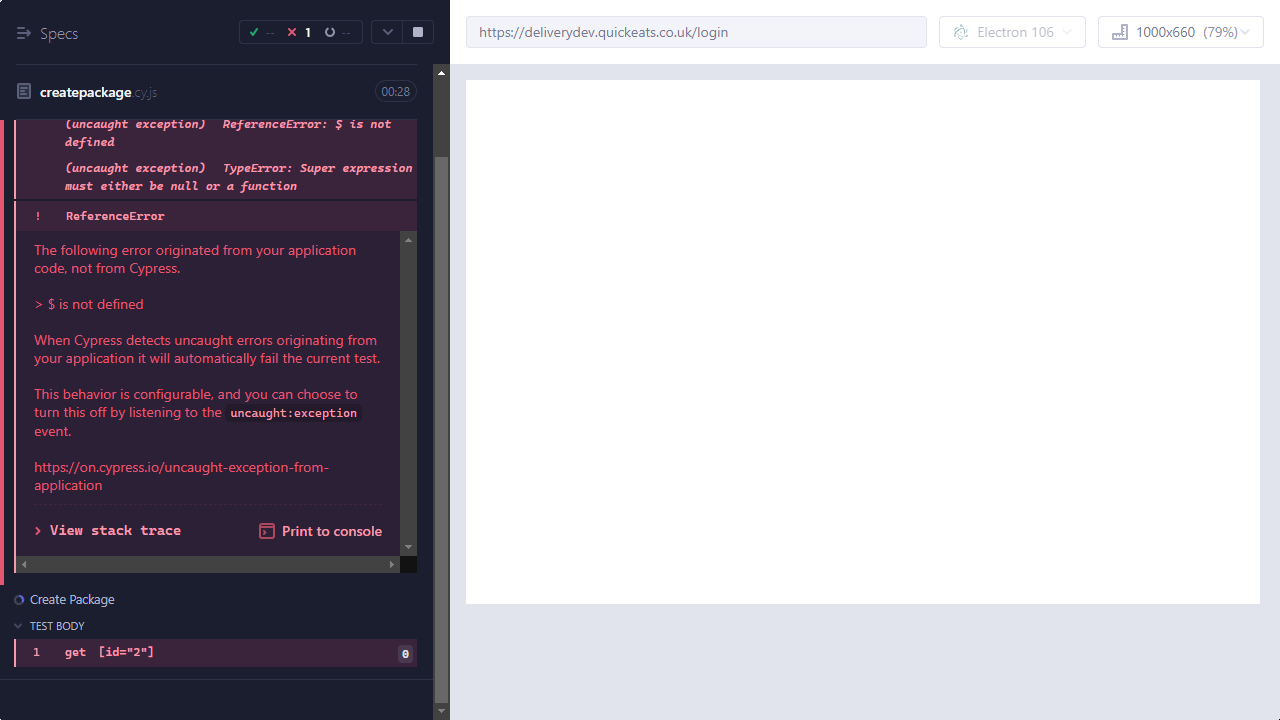 Specs
-- 1 --
https://deliverydev.quickeats.co.uk/login
Electron 106
1000x660 (79%)
createpackage.cy.js
00:28
(uncaught exception) ReferenceError: $ is not
defined
(uncaught exception) TypeError: Super expression
must either be null or a function
! ReferenceError
The following error originated from your application
code, not from Cypress.
> $ is not defined
When Cypress detects uncaught errors originating from
your application it will automatically fail the current test.
This behavior is configurable, and you can choose to
turn this off by listening to the uncaught:exception
event.
https://on.cypress.io/uncaught-exception-from-
application
View stack trace
Print to console
Create Package
TEST BODY
1 get [id="2"] 0